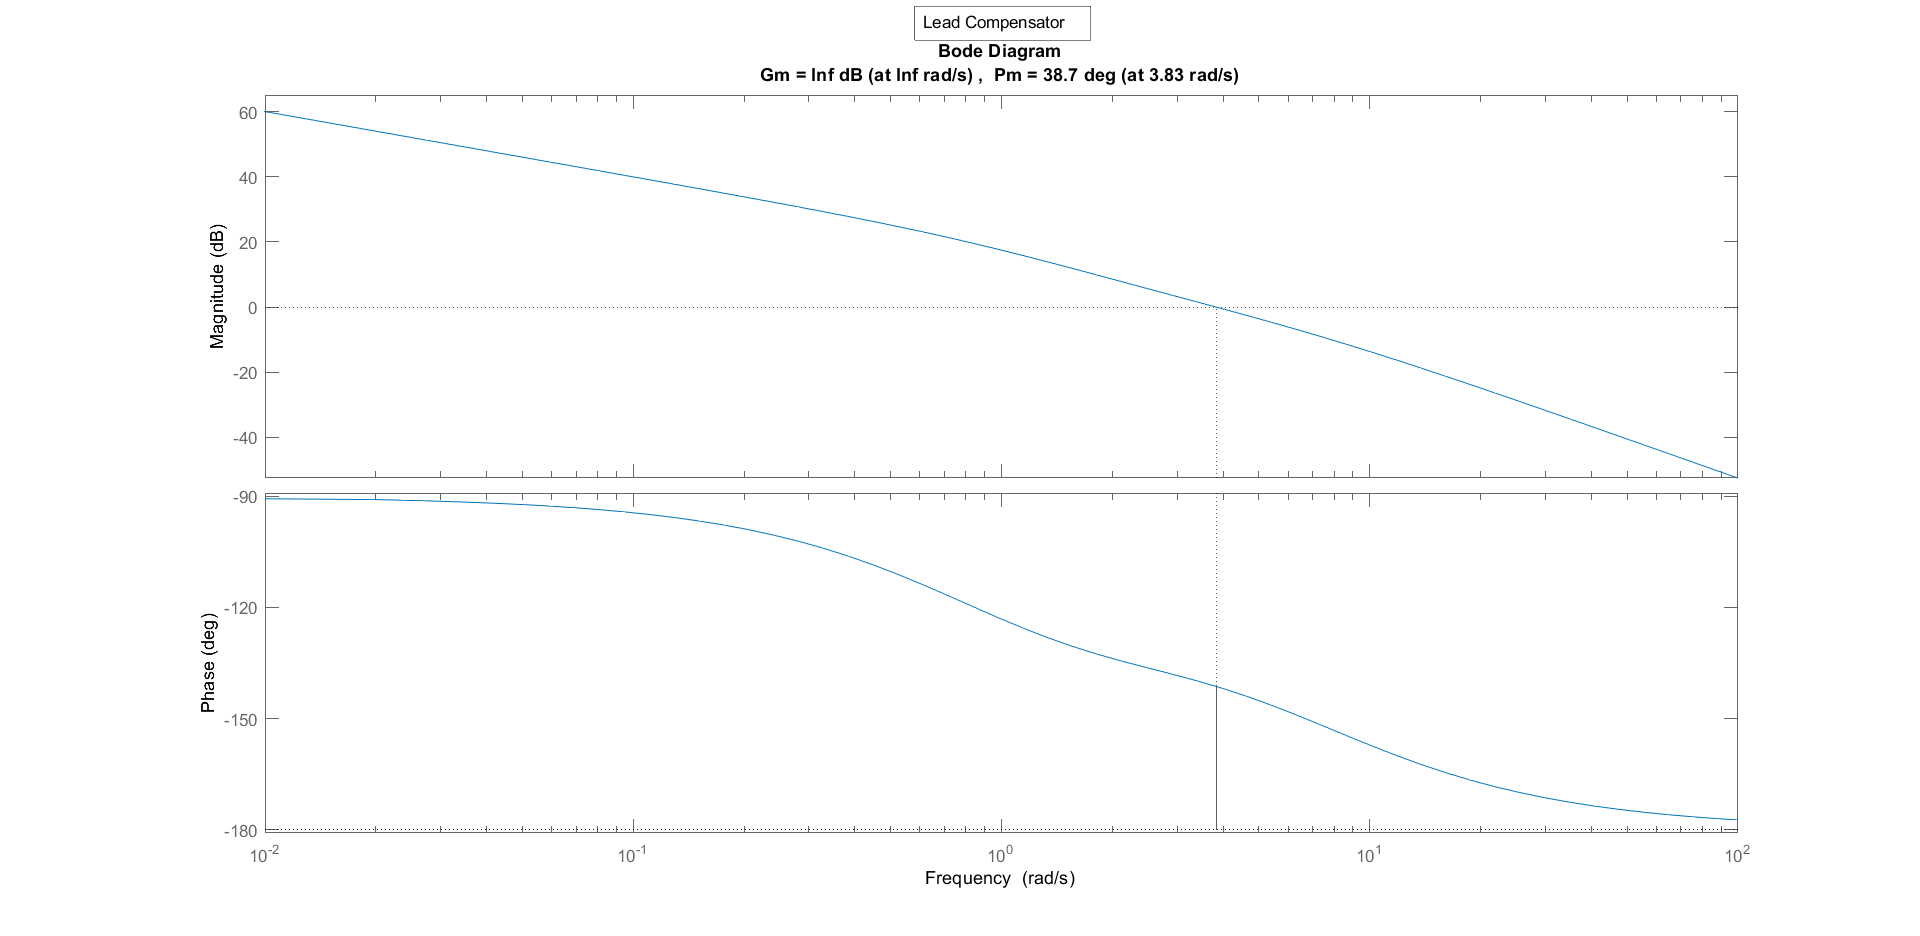 Lead Compensator
Bode Diagram
Gm = Inf dB (at Inf rad/s) ,  Pm = 38.7 deg (at 3.83 rad/s)
Magnitude (dB)
60
40
20
0
-20
-40
Phase (deg)
-90
-120
-150
-180
10^-2 10^-1 10^0 10^1 10^2
Frequency  (rad/s)